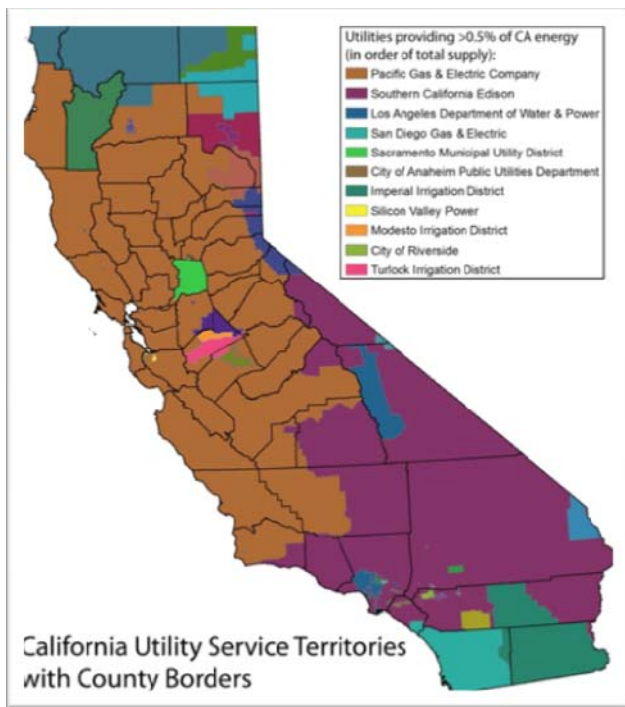 Utilities providing >0.5% of CA energy
(in order of total supply):
Pacific Gas & Electric Company
Southern California Edison
Los Angeles Department of Water & Power
San Diego Gas & Electric
Sacramento Municipal Utility District
City of Anaheim Public Utilities Department
Imperial Irrigation District
Silicon Valley Power
Modesto Irrigation District
City of Riverside
Turlock Irrigation District
California Utility Service Territories
with County Borders